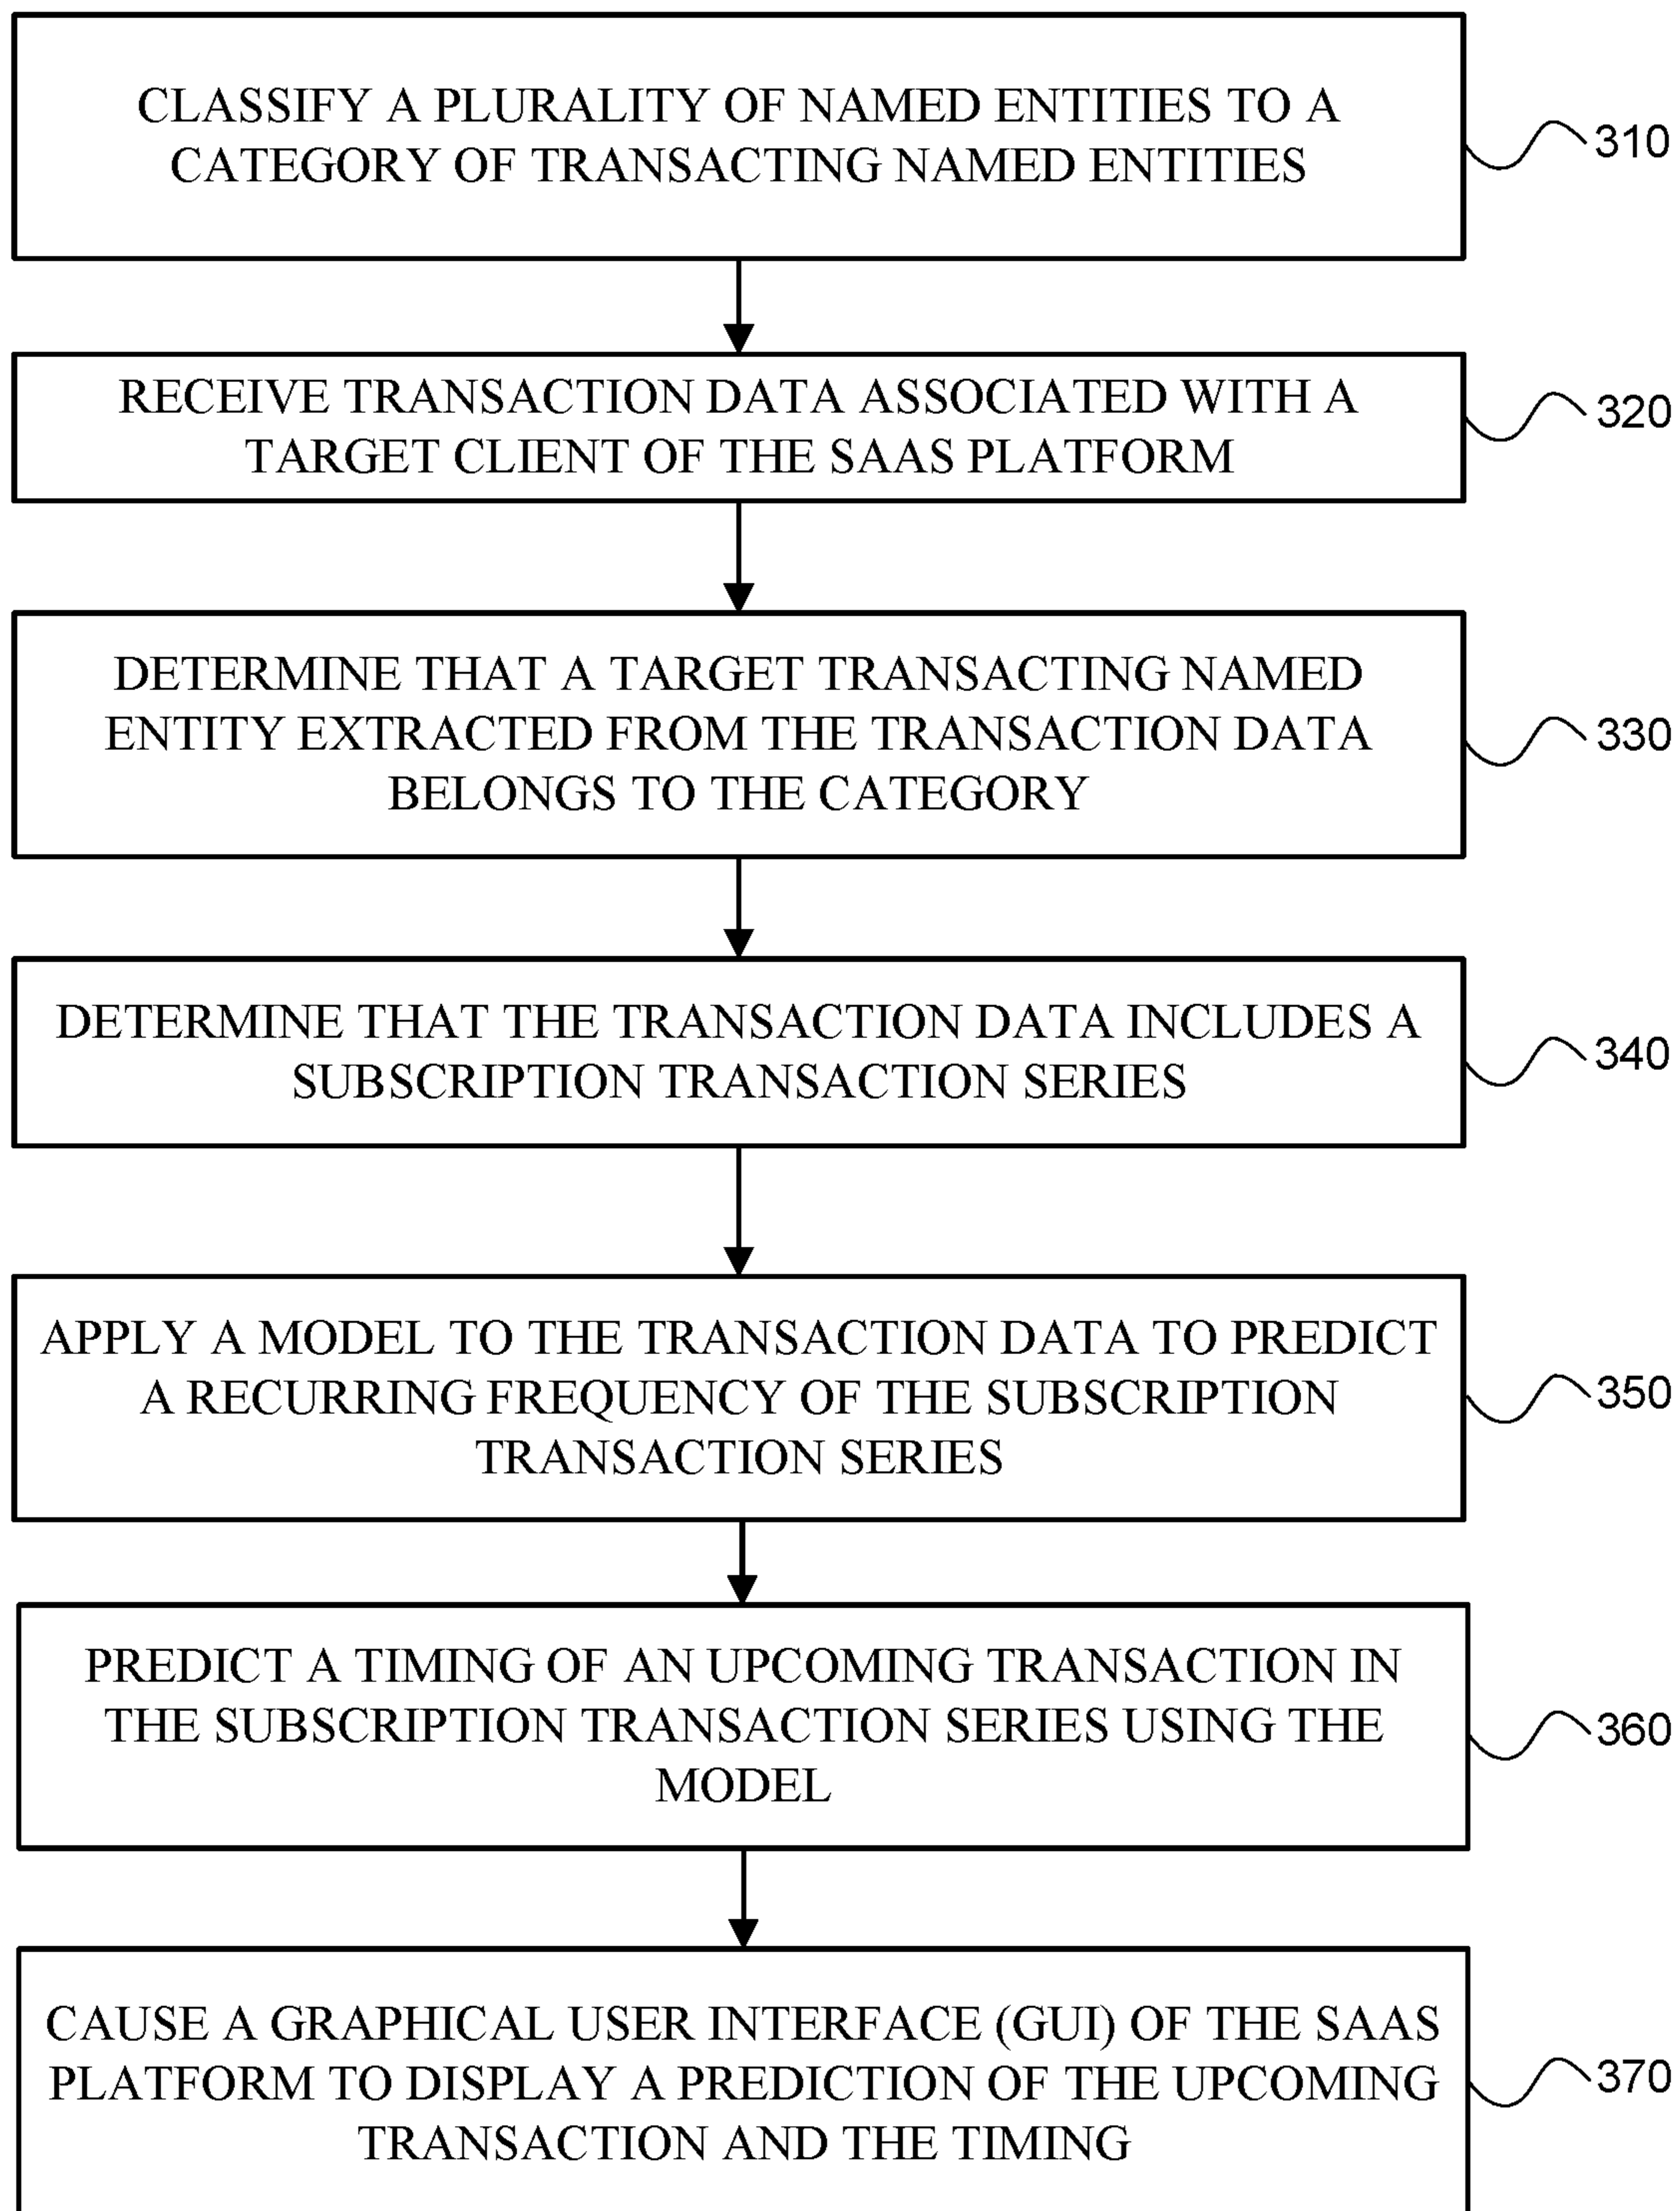 CLASSIFY A PLURALITY OF NAMED ENTITIES TO A
CATEGORY OF TRANSACTING NAMED ENTITIES
310
RECEIVE TRANSACTION DATA ASSOCIATED WITH A
TARGET CLIENT OF THE SAAS PLATFORM
320
DETERMINE THAT A TARGET TRANSACTING NAMED
ENTITY EXTRACTED FROM THE TRANSACTION DATA
BELONGS TO THE CATEGORY
330
DETERMINE THAT THE TRANSACTION DATA INCLUDES A
SUBSCRIPTION TRANSACTION SERIES
340
APPLY A MODEL TO THE TRANSACTION DATA TO PREDICT
A RECURRING FREQUENCY OF THE SUBSCRIPTION
TRANSACTION SERIES
350
PREDICT A TIMING OF AN UPCOMING TRANSACTION IN
THE SUBSCRIPTION TRANSACTION SERIES USING THE
MODEL
360
CAUSE A GRAPHICAL USER INTERFACE (GUI) OF THE SAAS
PLATFORM TO DISPLAY A PREDICTION OF THE UPCOMING
TRANSACTION AND THE TIMING
370